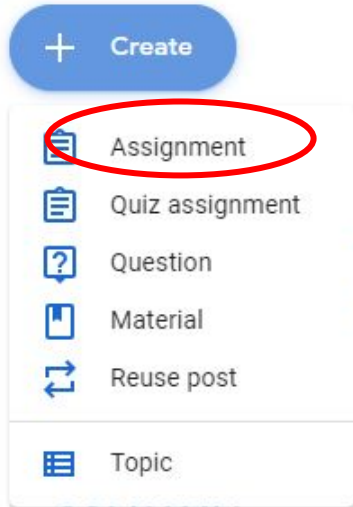 Create
Assignment
Quiz assignment
Question
Material
Reuse post
Topic